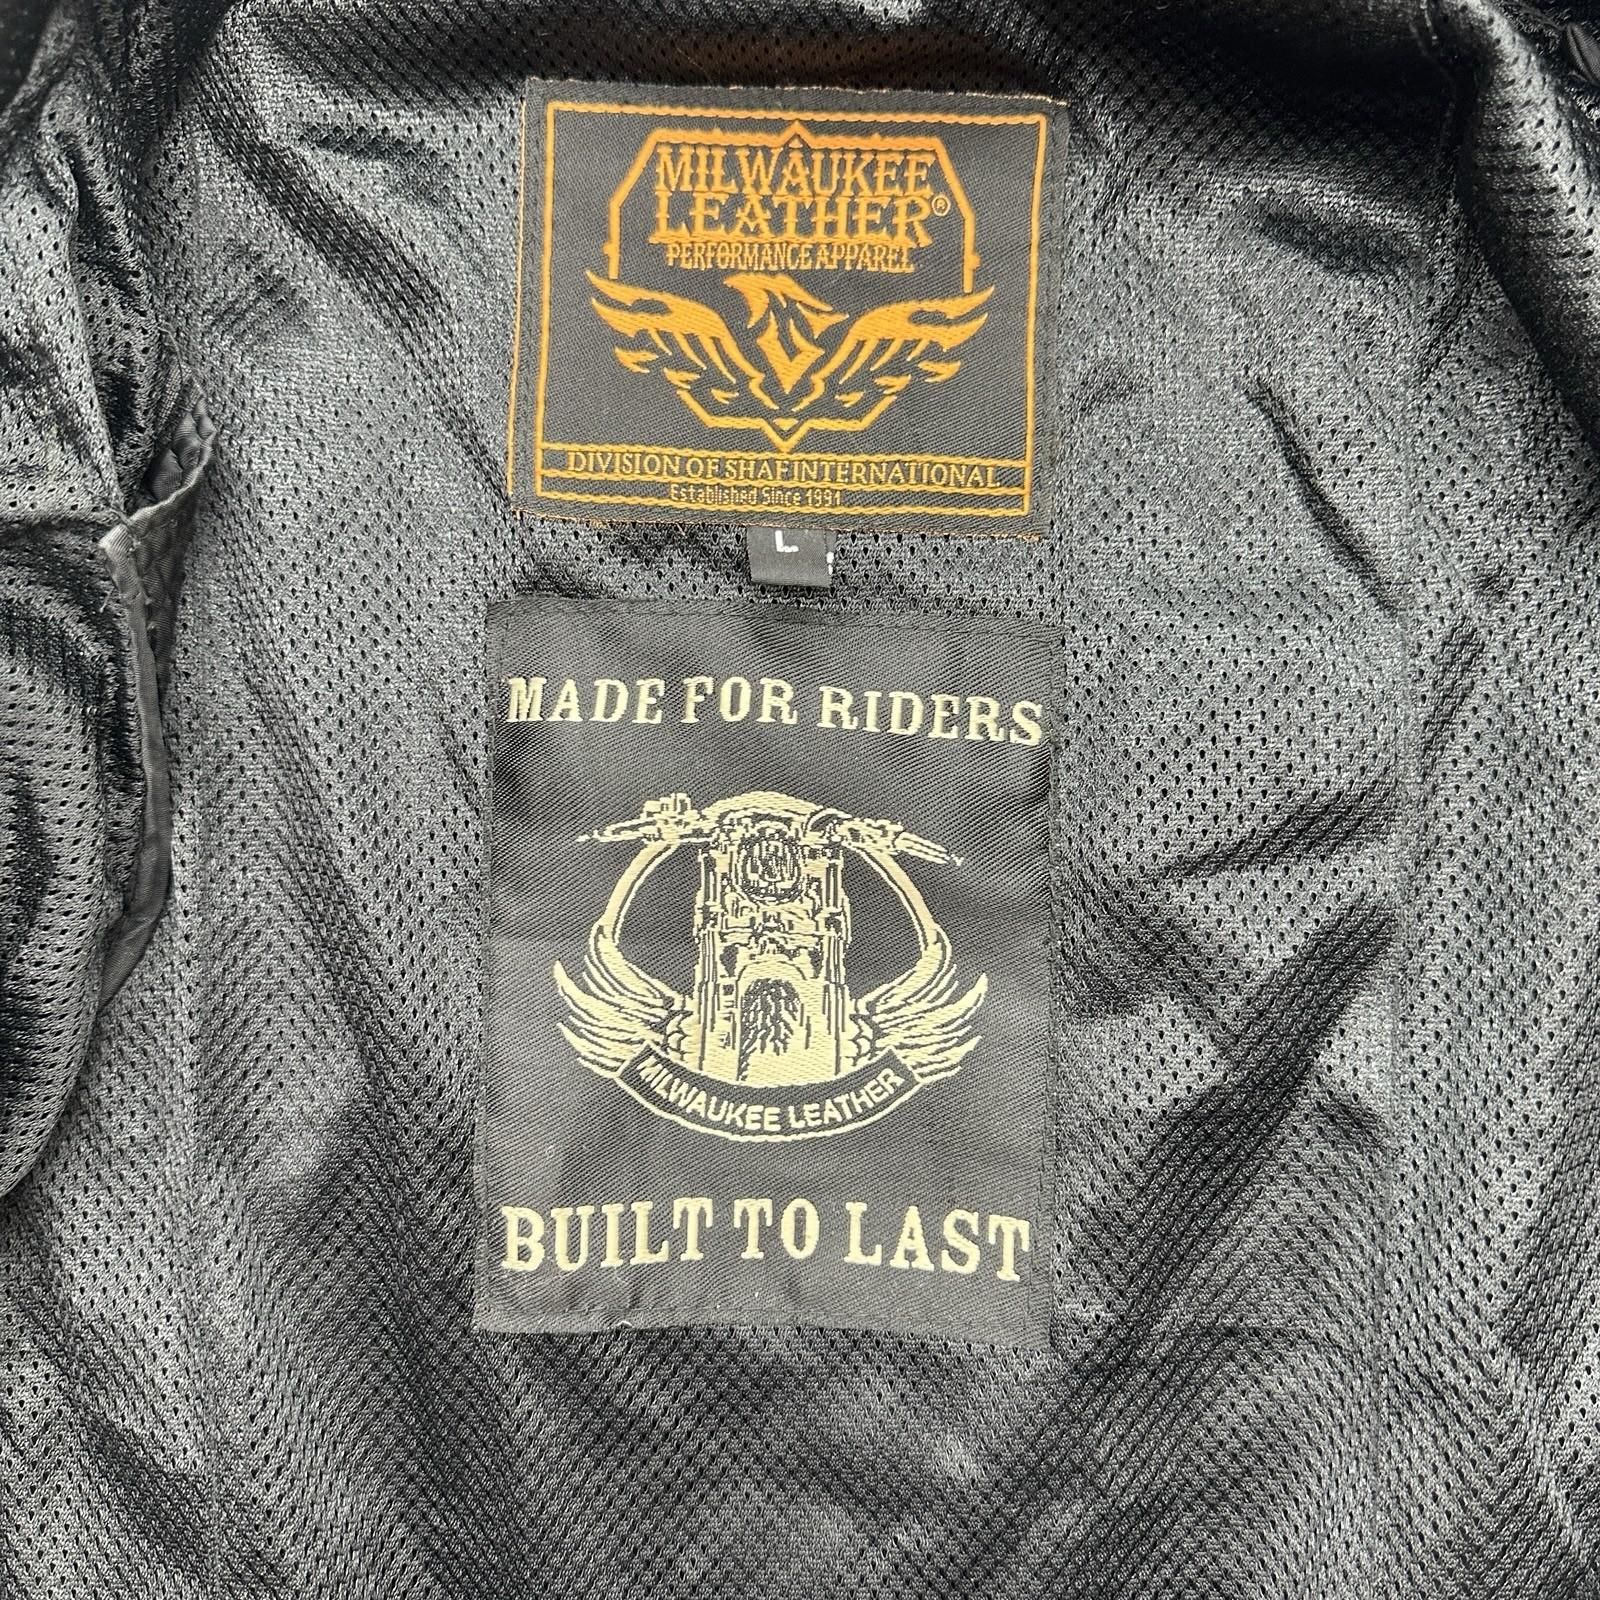 MILWAUKEE
LEATHER®
PERFORMANCE APPAREL
DIVISION OF SHAF INTERNATIONAL
Established Since 1991
L
MADE FOR RIDERS
MILWAUKEE LEATHER
BUILT TO LAST